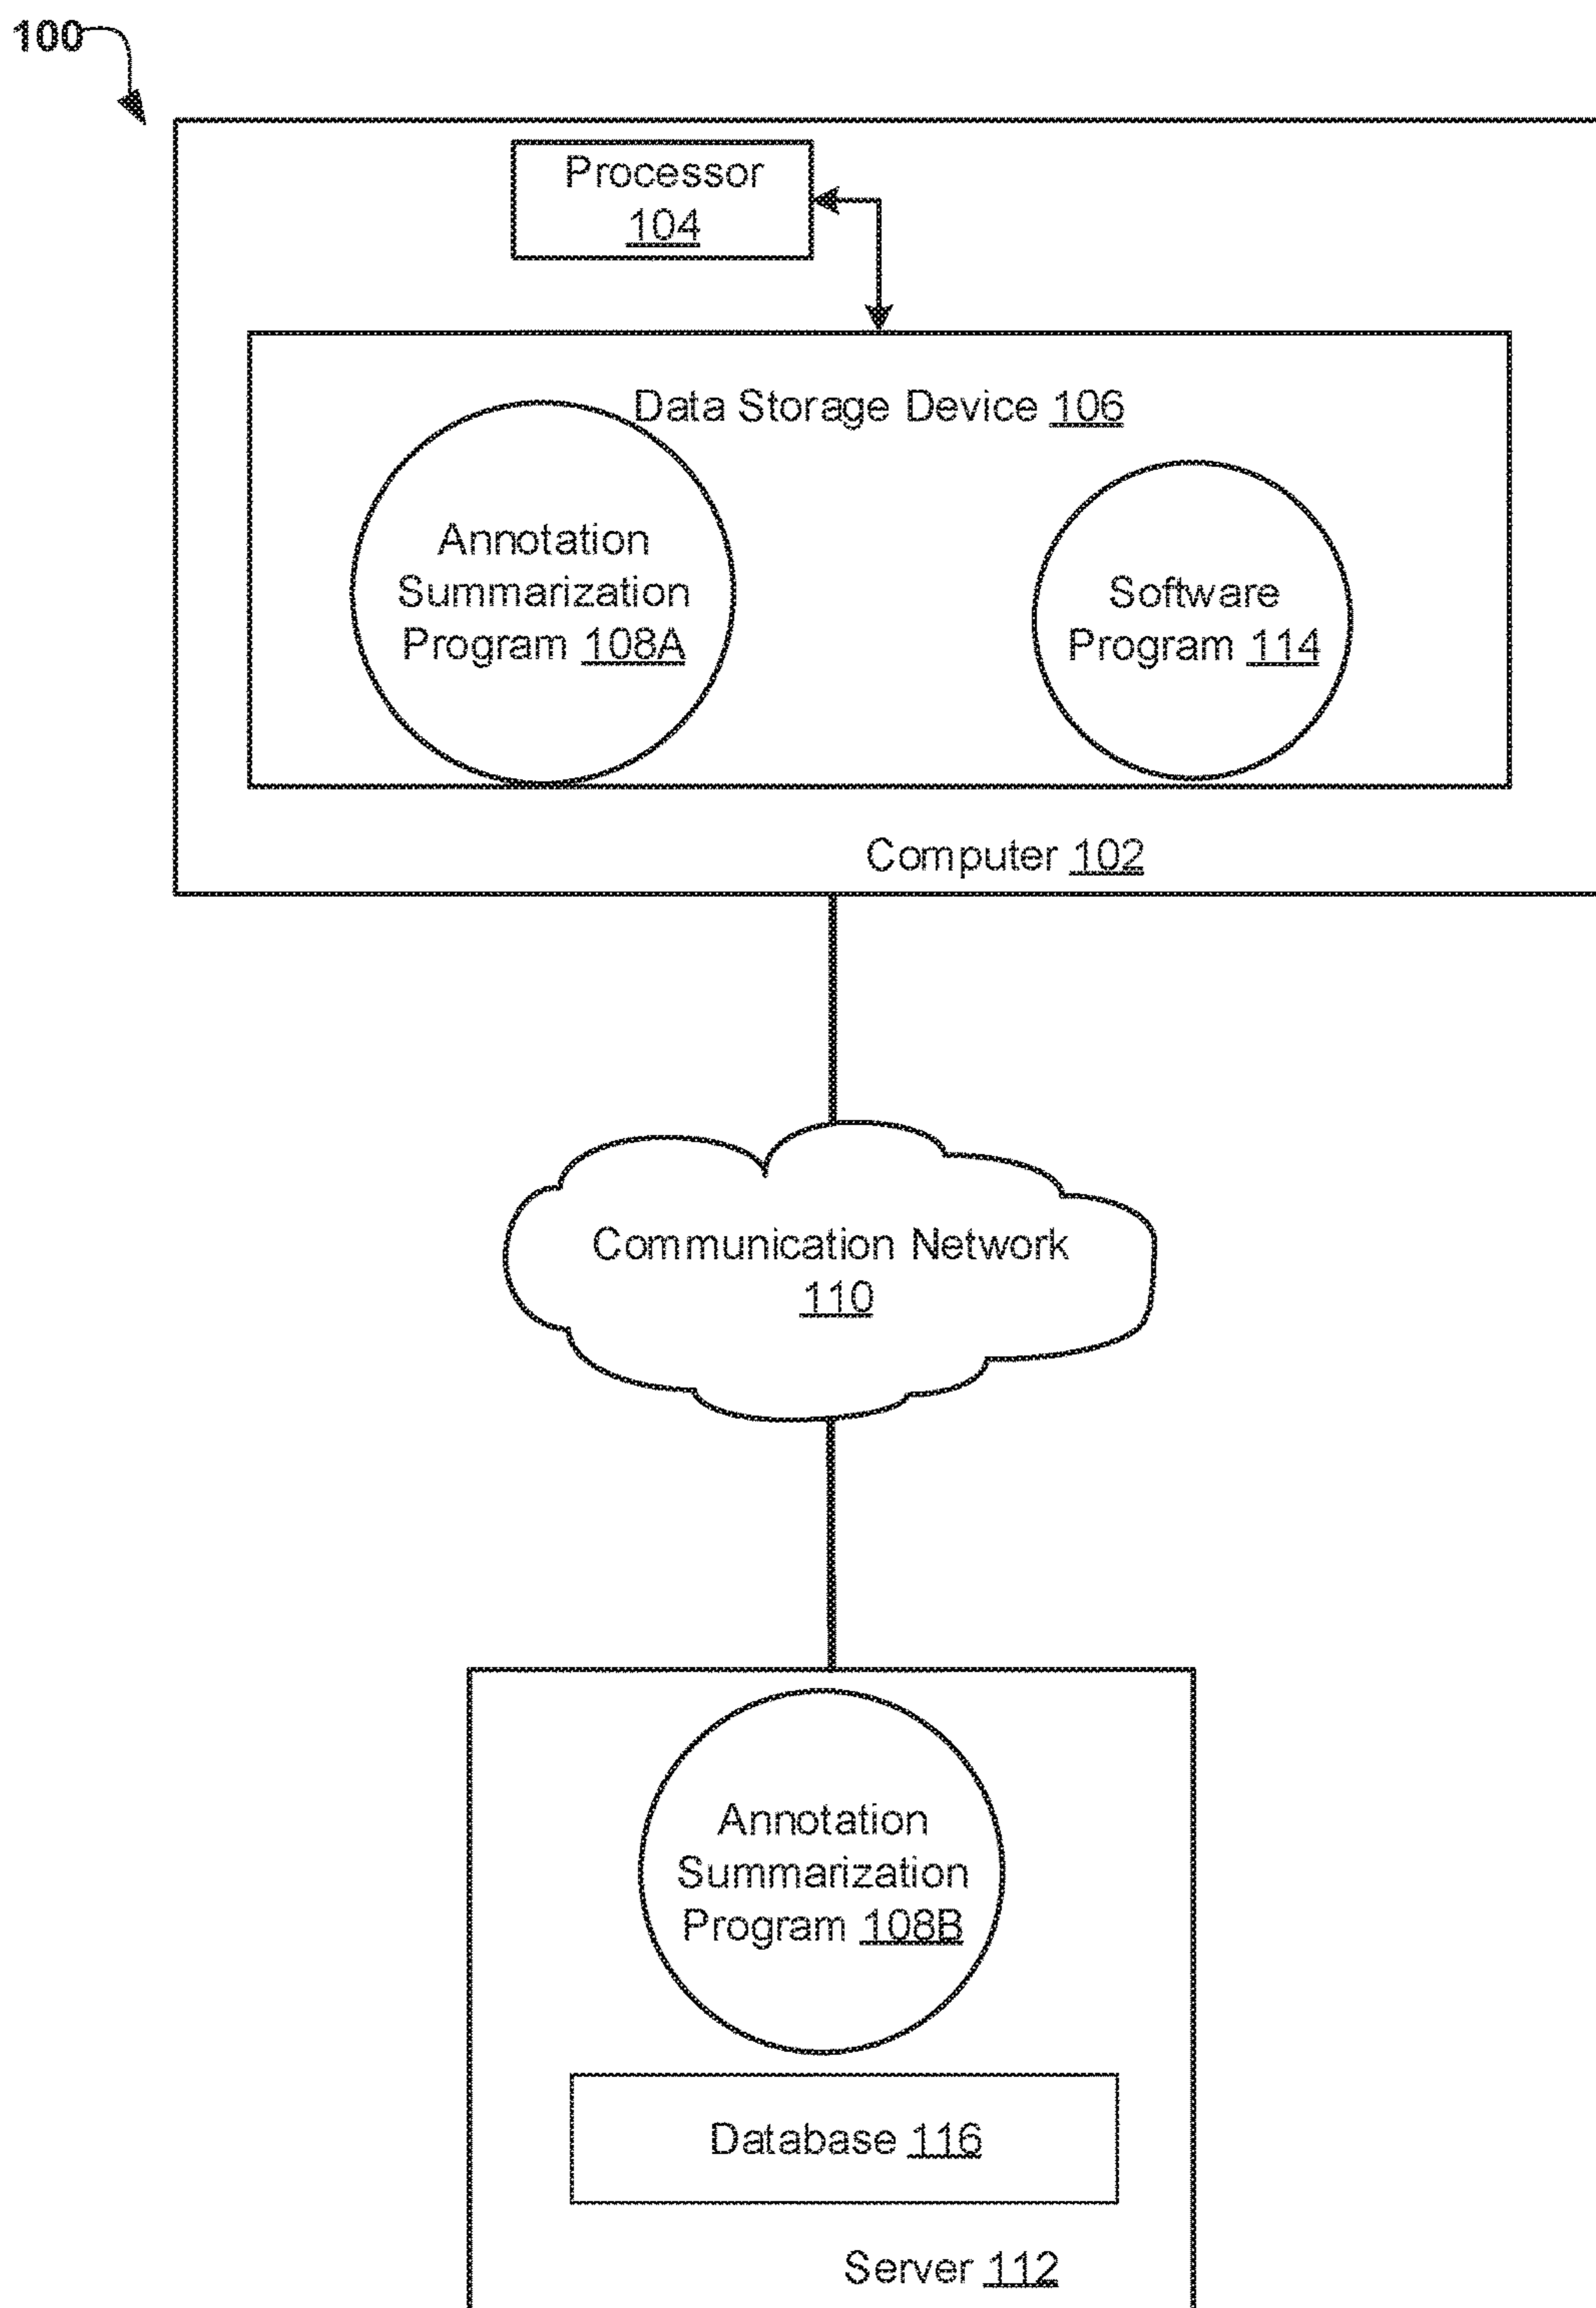 100
Processor
104
Data Storage Device 106
Annotation
Summarization
Program 108A
Software
Program 114
Computer 102
Communication Network
110
Annotation
Summarization
Program 108B
Database 116
Server 112